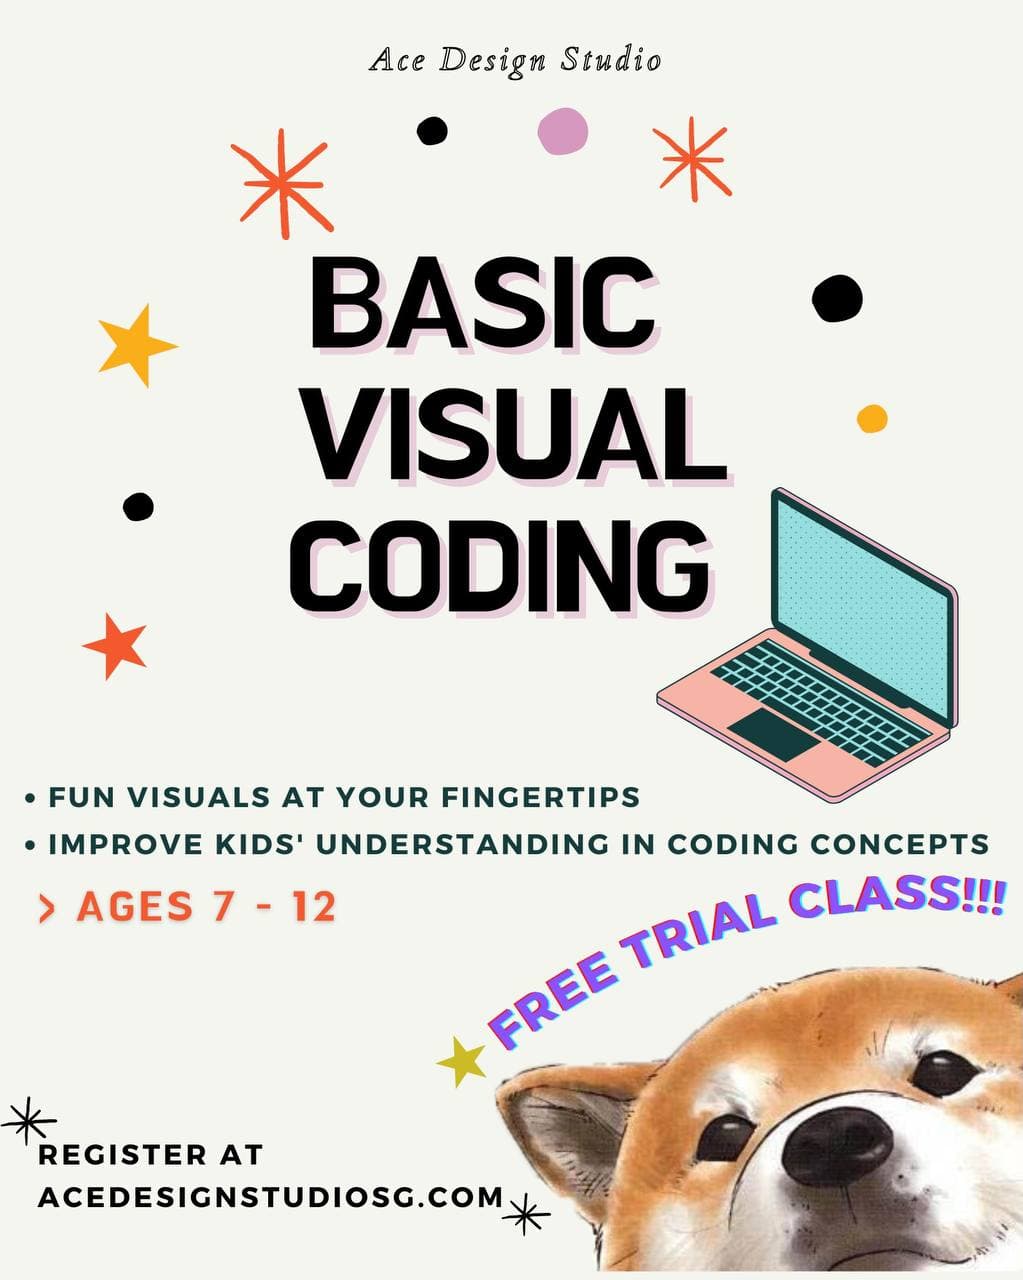 Ace Design Studio
BASIC
VISUAL
CODING
• FUN VISUALS AT YOUR FINGERTIPS
• IMPROVE KIDS' UNDERSTANDING IN CODING CONCEPTS
> AGES 7 - 12
FREE TRIAL CLASS!!!
REGISTER AT
ACEDESIGNSTUDIOSG.COM